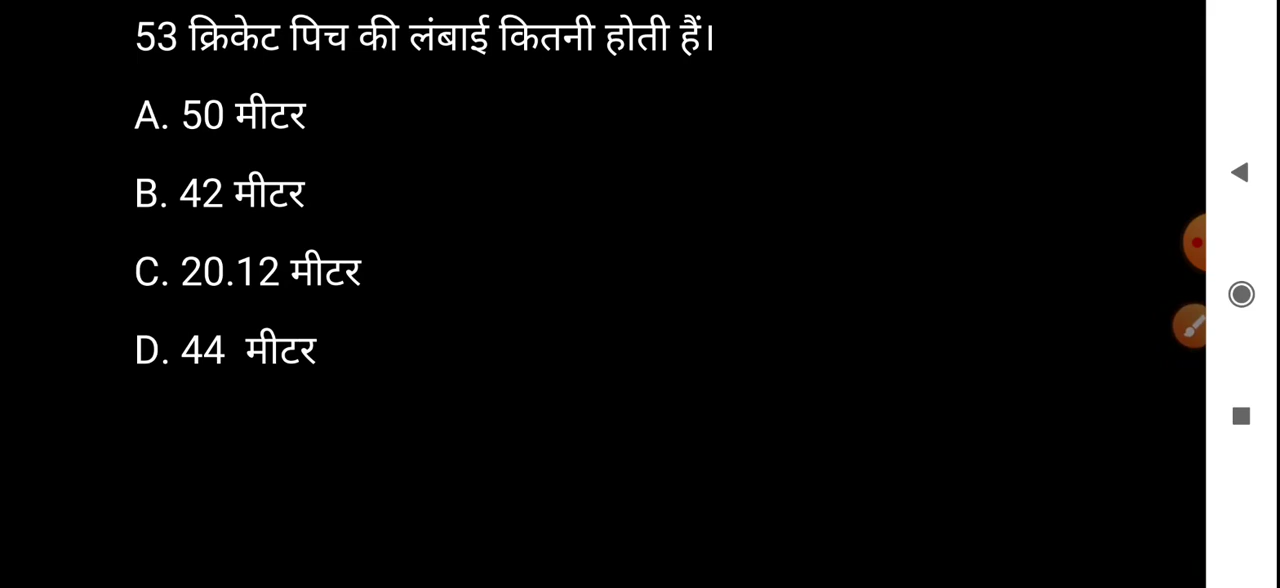 53 क्रिकेट पिच की लंबाई कितनी होती हैं।
A. 50 मीटर
B. 42 मीटर
C. 20.12 मीटर
D. 44 मीटर